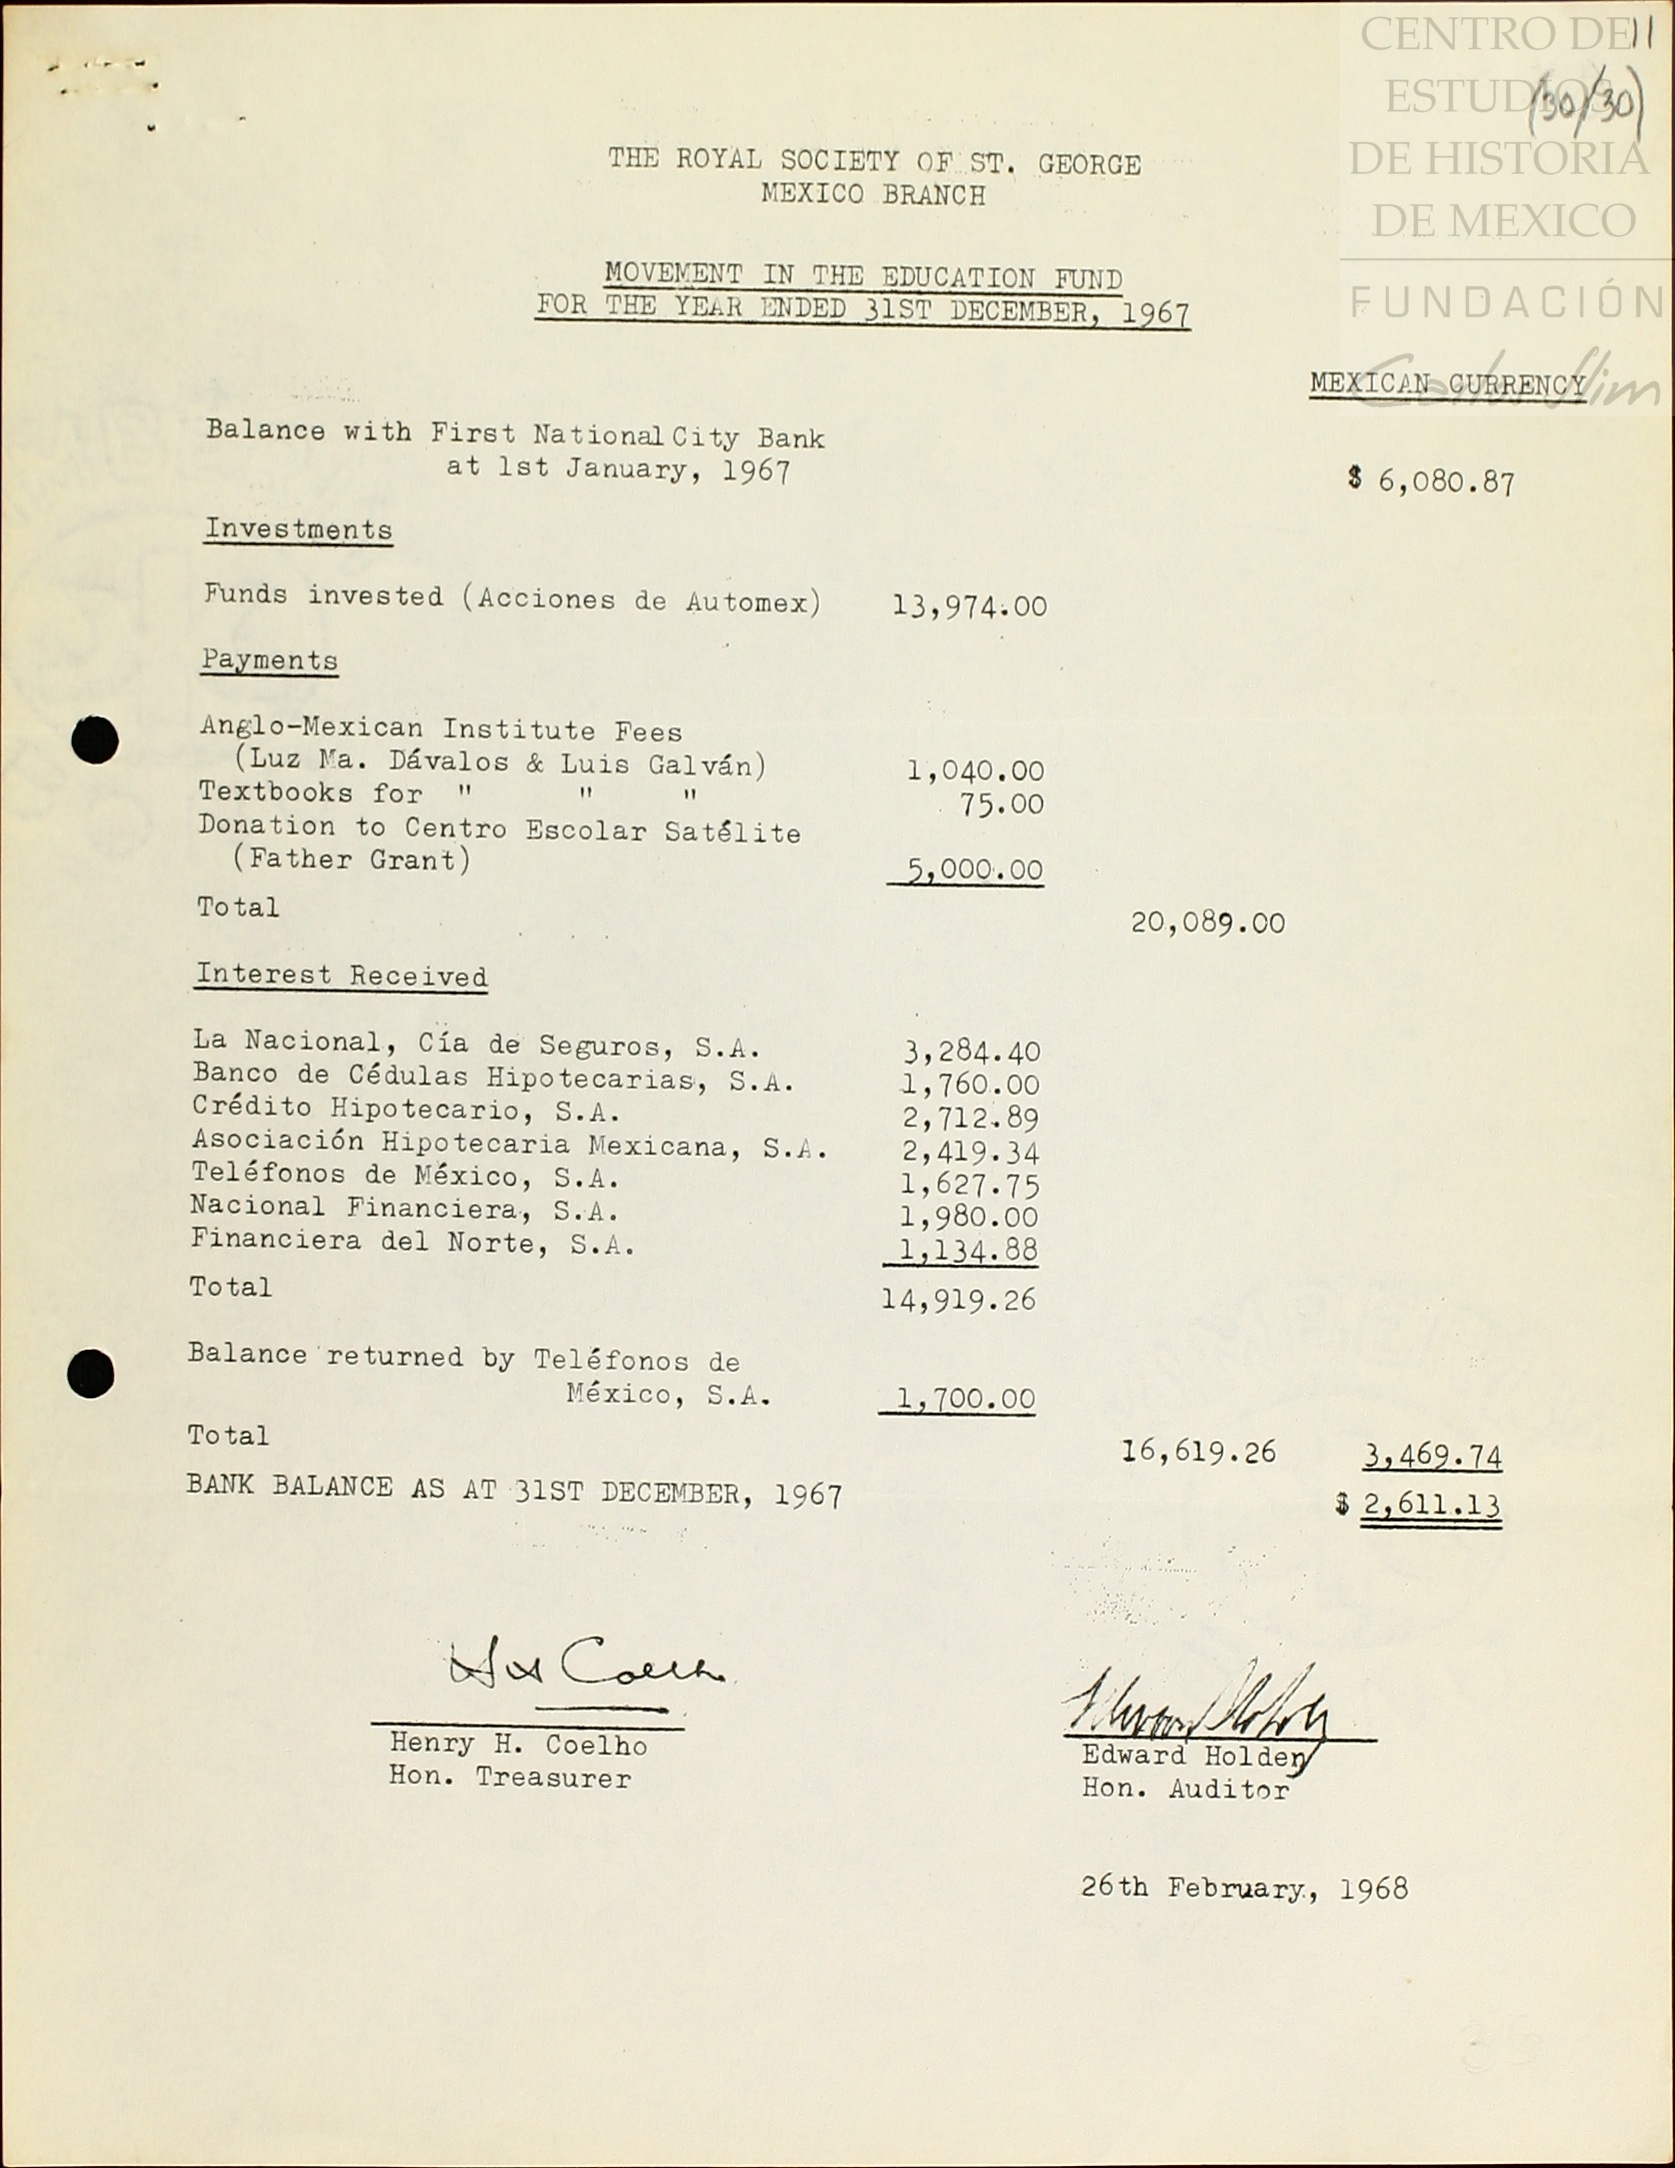 CENTRO DE
ESTUDIOS
DE HISTORIA
DE MEXICO
FUNDACIÓN
Carlos Slim
11
(30/30)
THE ROYAL SOCIETY OF ST. GEORGE
MEXICO BRANCH
MOVEMENT IN THE EDUCATION FUND
FOR THE YEAR ENDED 31ST DECEMBER, 1967
MEXICAN CURRENCY
Balance with First National City Bank
at 1st January, 1967 $ 6,080.87
Investments
Funds invested (Acciones de Automex) 13,974.00
Payments
Anglo-Mexican Institute Fees
(Luz Ma. Dávalos & Luis Galván) 1,040.00
Textbooks for " " " 75.00
Donation to Centro Escolar Satélite
(Father Grant) 5,000.00
Total 20,089.00
Interest Received
La Nacional, Cía de Seguros, S.A. 3,284.40
Banco de Cédulas Hipotecarias, S.A. 1,760.00
Crédito Hipotecario, S.A. 2,712.89
Asociación Hipotecaria Mexicana, S.A. 2,419.34
Teléfonos de México, S.A. 1,627.75
Nacional Financiera, S.A. 1,980.00
Financiera del Norte, S.A. 1,134.88
Total 14,919.26
Balance returned by Teléfonos de
México, S.A. 1,700.00
Total 16,619.26 3,469.74
BANK BALANCE AS AT 31ST DECEMBER, 1967 $ 2,611.13
Henry H. Coelho
Hon. Treasurer
Edward Holden
Hon. Auditor
26th February, 1968